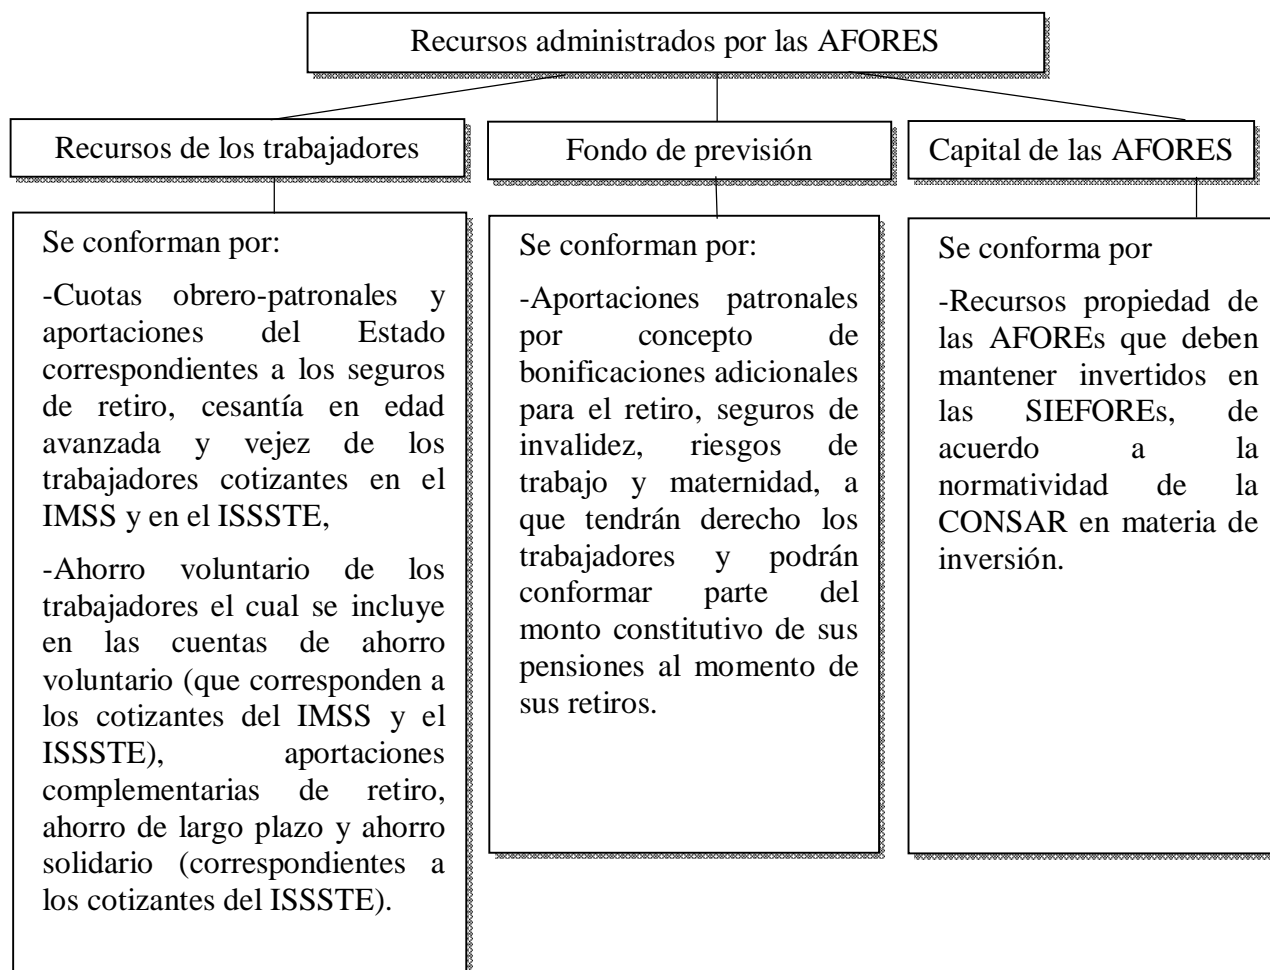 Recursos administrados por las AFORES
Recursos de los trabajadores
Fondo de previsión
Capital de las AFORES
Se conforman por:
-Cuotas obrero-patronales y
aportaciones del Estado
correspondientes a los seguros
de retiro, cesantía en edad
avanzada y vejez de los
trabajadores cotizantes en el
IMSS y en el ISSSTE,
-Ahorro voluntario de los
trabajadores el cual se incluye
en las cuentas de ahorro
voluntario (que corresponden a
los cotizantes del IMSS y el
ISSSTE), aportaciones
complementarias de retiro,
ahorro de largo plazo y ahorro
solidario (correspondientes a
los cotizantes del ISSSTE).
Se conforman por:
-Aportaciones patronales
por concepto de
bonificaciones adicionales
para el retiro, seguros de
invalidez, riesgos de
trabajo y maternidad, a
que tendrán derecho los
trabajadores y podrán
conformar parte del
monto constitutivo de sus
pensiones al momento de
sus retiros.
Se conforma por
-Recursos propiedad de
las AFOREs que deben
mantener invertidos en
las SIEFOREs, de
acuerdo a la
normatividad de la
CONSAR en materia de
inversión.